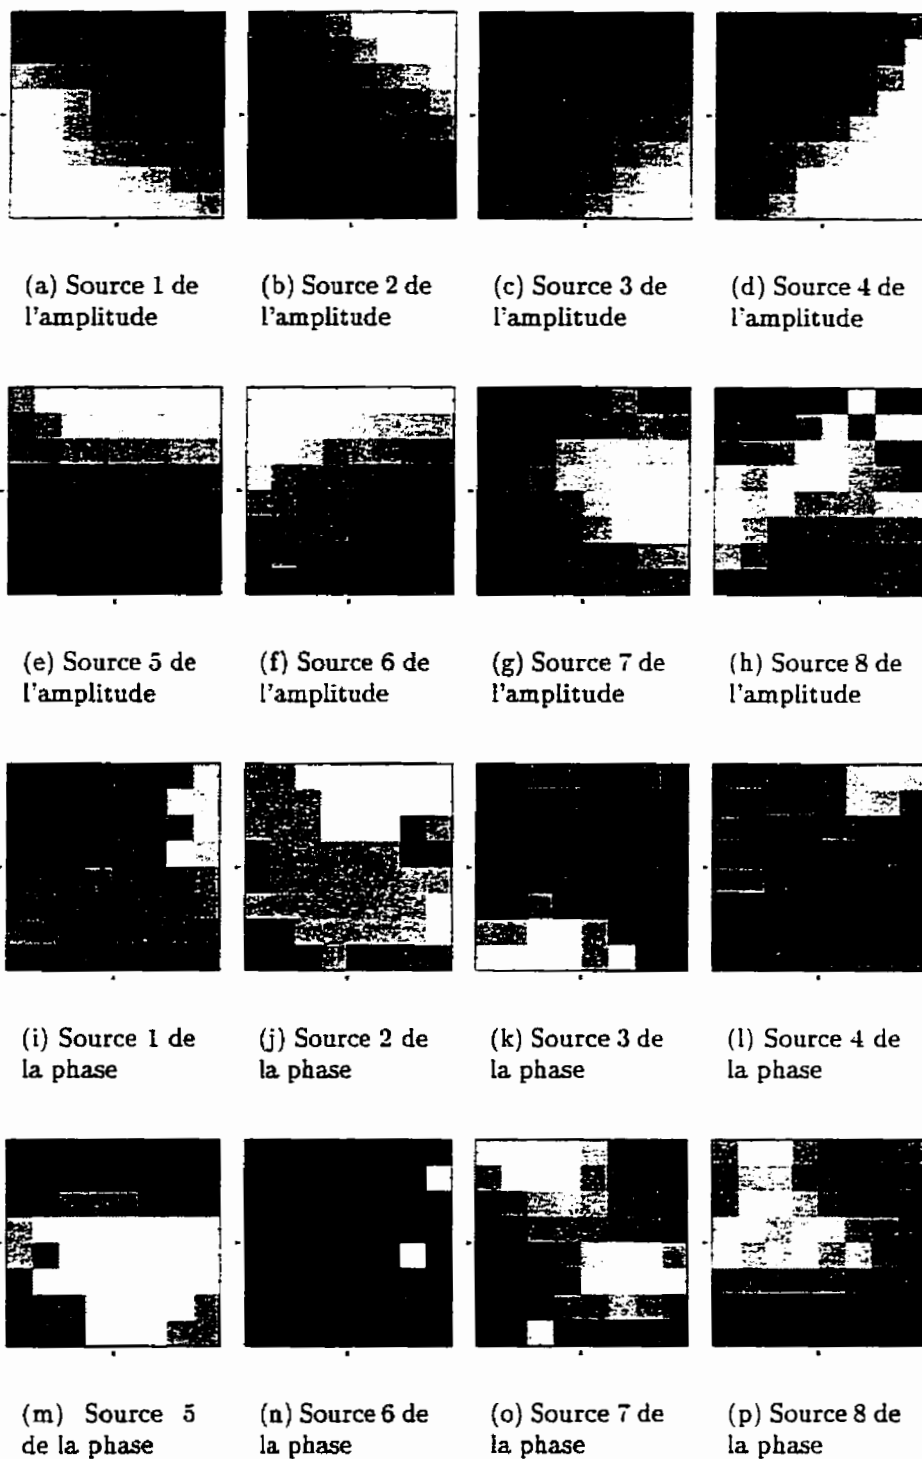 (a) Source 1 de
l'amplitude
(b) Source 2 de
l'amplitude
(c) Source 3 de
l'amplitude
(d) Source 4 de
l'amplitude
(e) Source 5 de
l'amplitude
(f) Source 6 de
l'amplitude
(g) Source 7 de
l'amplitude
(h) Source 8 de
l'amplitude
(i) Source 1 de
la phase
(j) Source 2 de
la phase
(k) Source 3 de
la phase
(l) Source 4 de
la phase
(m) Source 5
de la phase
(n) Source 6 de
la phase
(o) Source 7 de
la phase
(p) Source 8 de
la phase